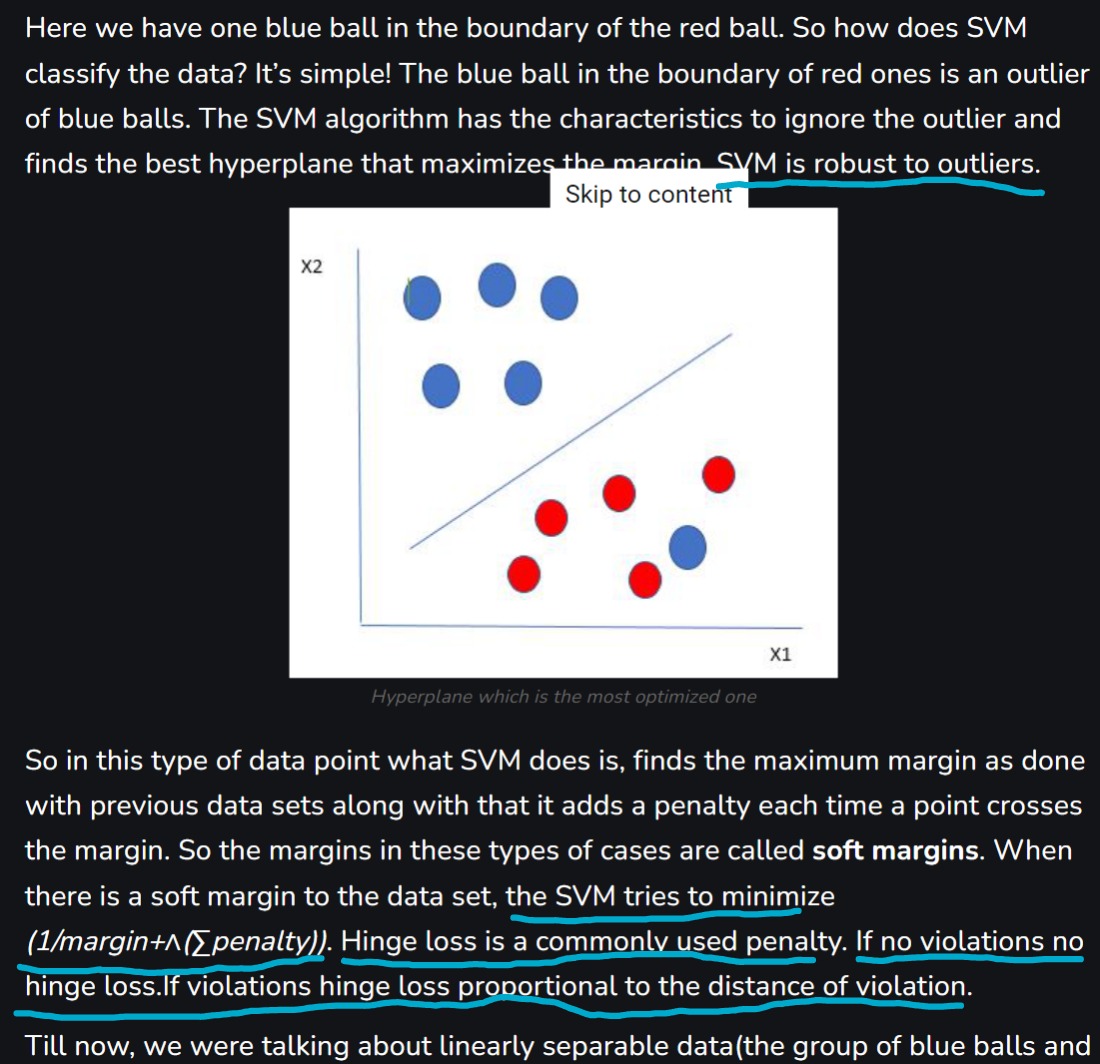 Here we have one blue ball in the boundary of the red ball. So how does SVM
classify the data? It's simple! The blue ball in the boundary of red ones is an outlier
of blue balls. The SVM algorithm has the characteristics to ignore the outlier and
finds the best hyperplane that maximizes the margin. SVM is robust to outliers.
Skip to content
X2
X1
Hyperplane which is the most optimized one
So in this type of data point what SVM does is, finds the maximum margin as done
with previous data sets along with that it adds a penalty each time a point crosses
the margin. So the margins in these types of cases are called soft margins. When
there is a soft margin to the data set, the SVM tries to minimize
(1/margin+∧(∑penalty)). Hinge loss is a commonly used penalty. If no violations no
hinge loss.If violations hinge loss proportional to the distance of violation.
Till now, we were talking about linearly separable data(the group of blue balls and